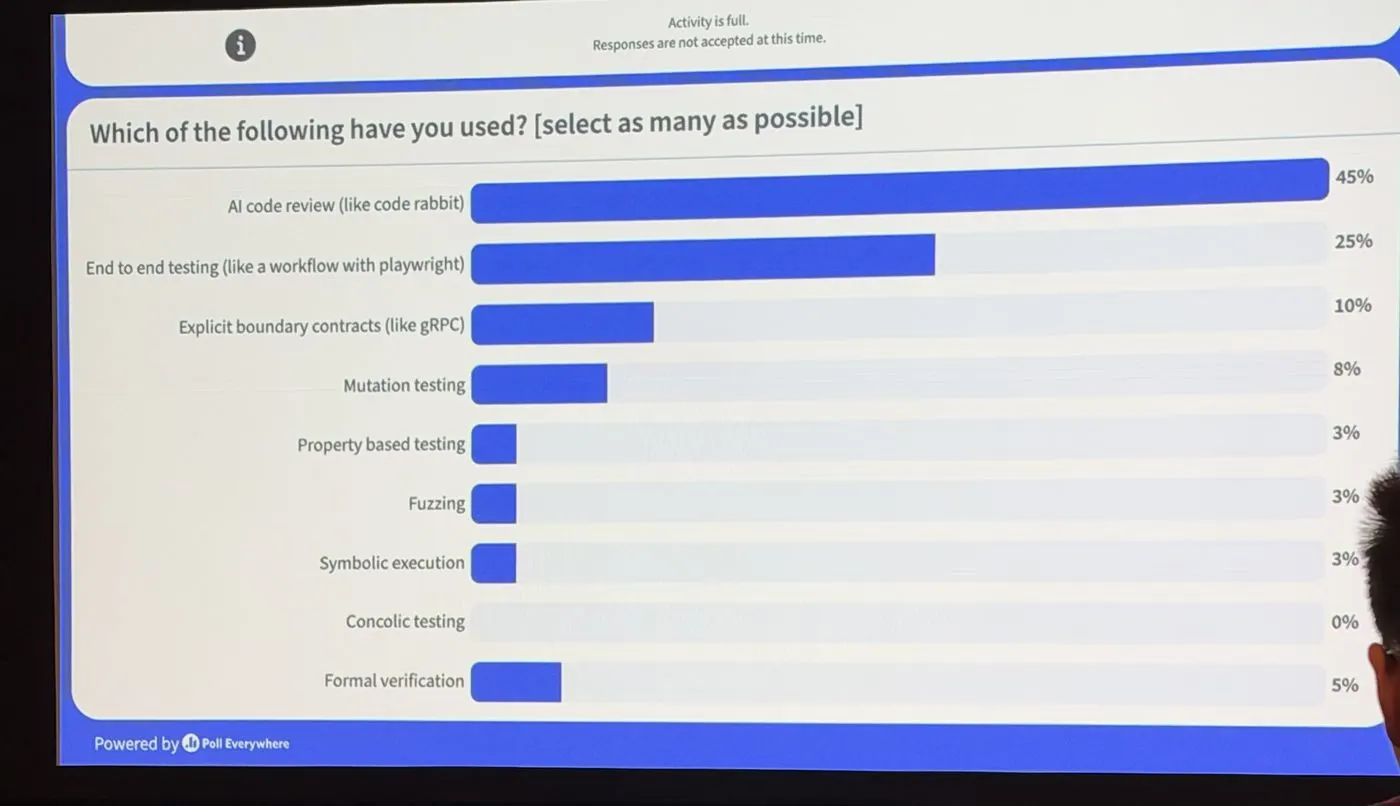 Activity is full.
Responses are not accepted at this time.
Which of the following have you used? [select as many as possible]
AI code review (like code rabbit) 45%
End to end testing (like a workflow with playwright) 25%
Explicit boundary contracts (like gRPC) 10%
Mutation testing 8%
Property based testing 3%
Fuzzing 3%
Symbolic execution 3%
Concolic testing 0%
Formal verification 5%
Powered by Poll Everywhere